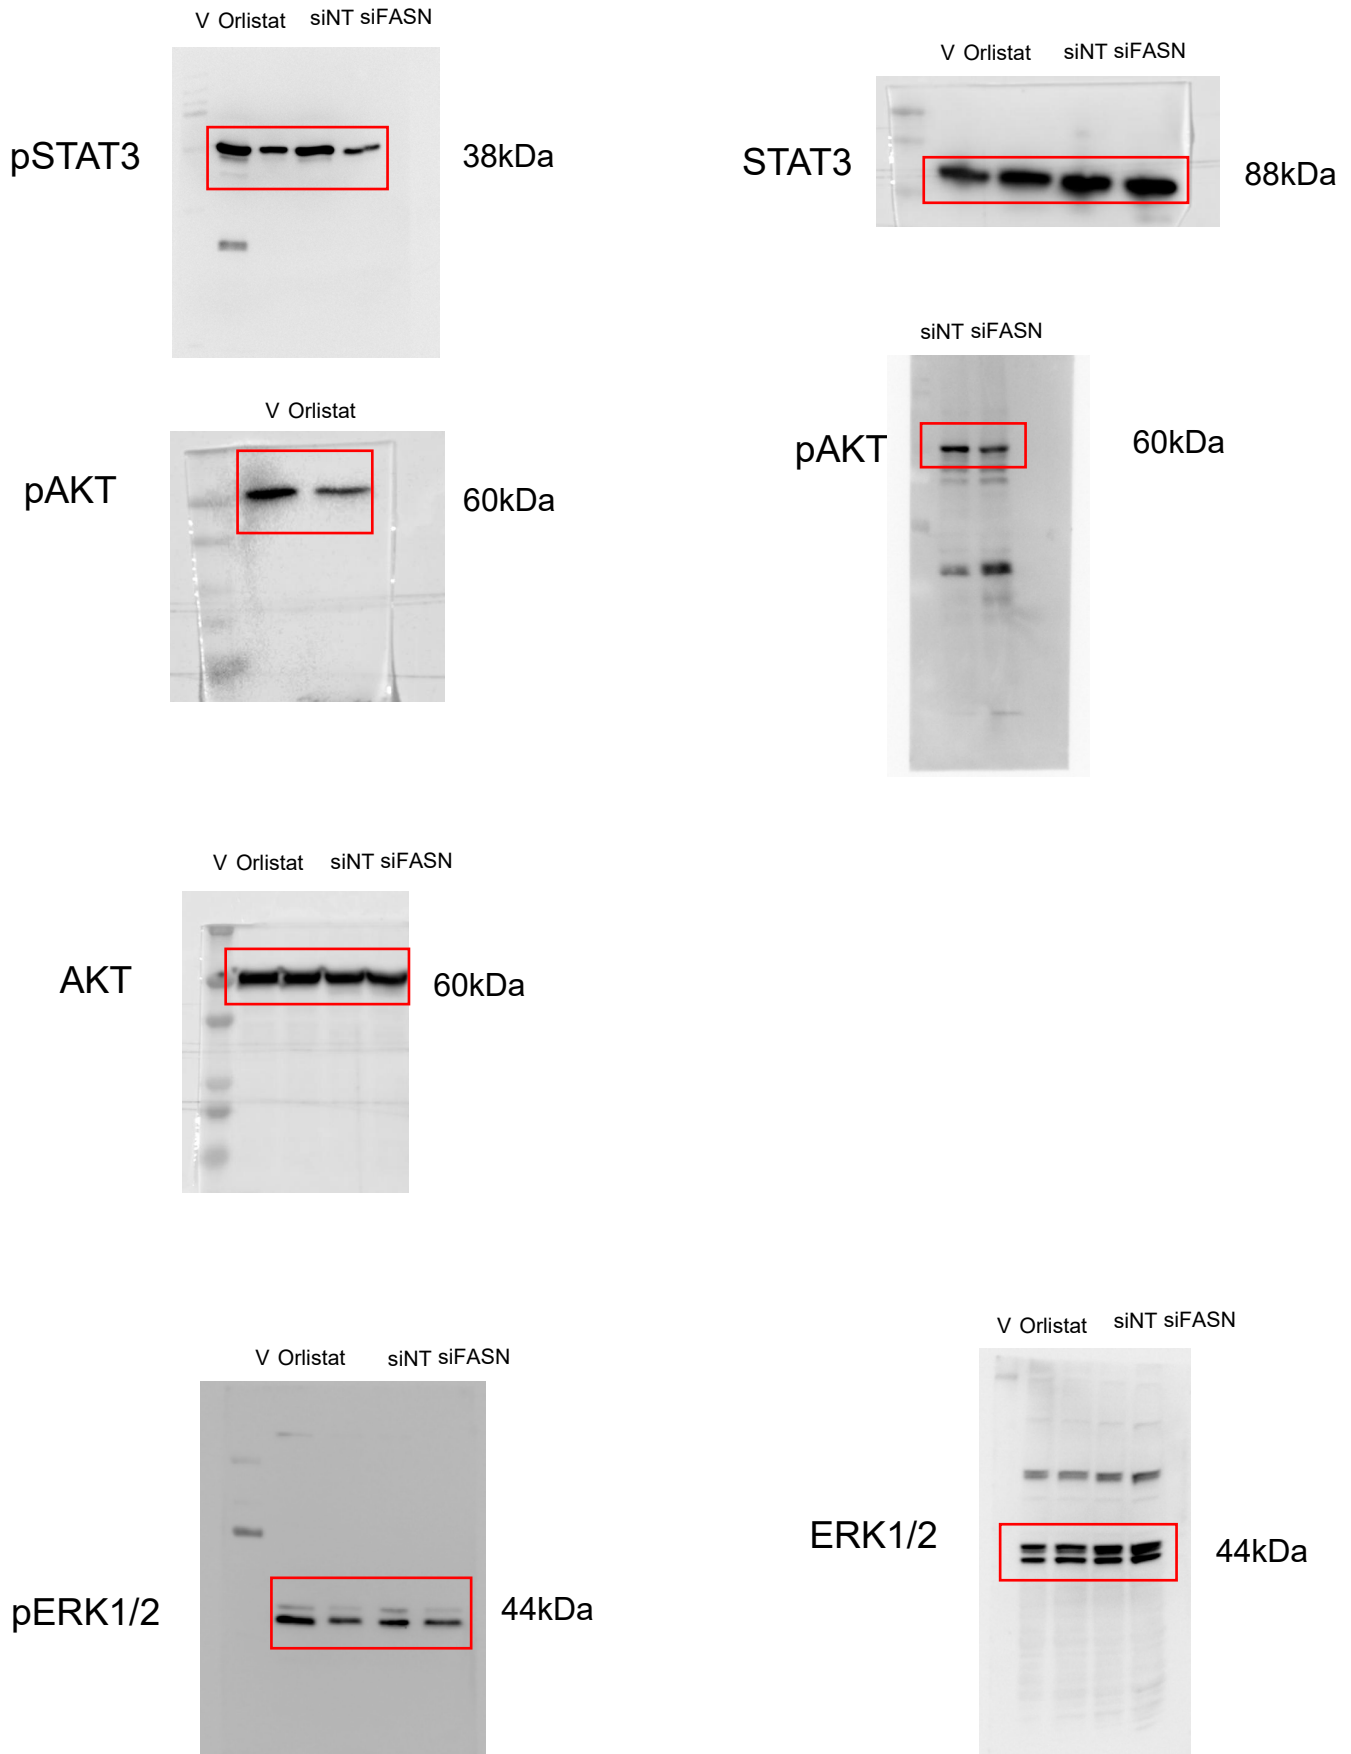 V Orlistat siNT siFASN
pSTAT3
38kDa
V Orlistat siNT siFASN
STAT3
88kDa
V Orlistat
pAKT
60kDa
siNT siFASN
pAKT
60kDa
V Orlistat siNT siFASN
AKT
60kDa
V Orlistat siNT siFASN
pERK1/2
44kDa
V Orlistat siNT siFASN
ERK1/2
44kDa